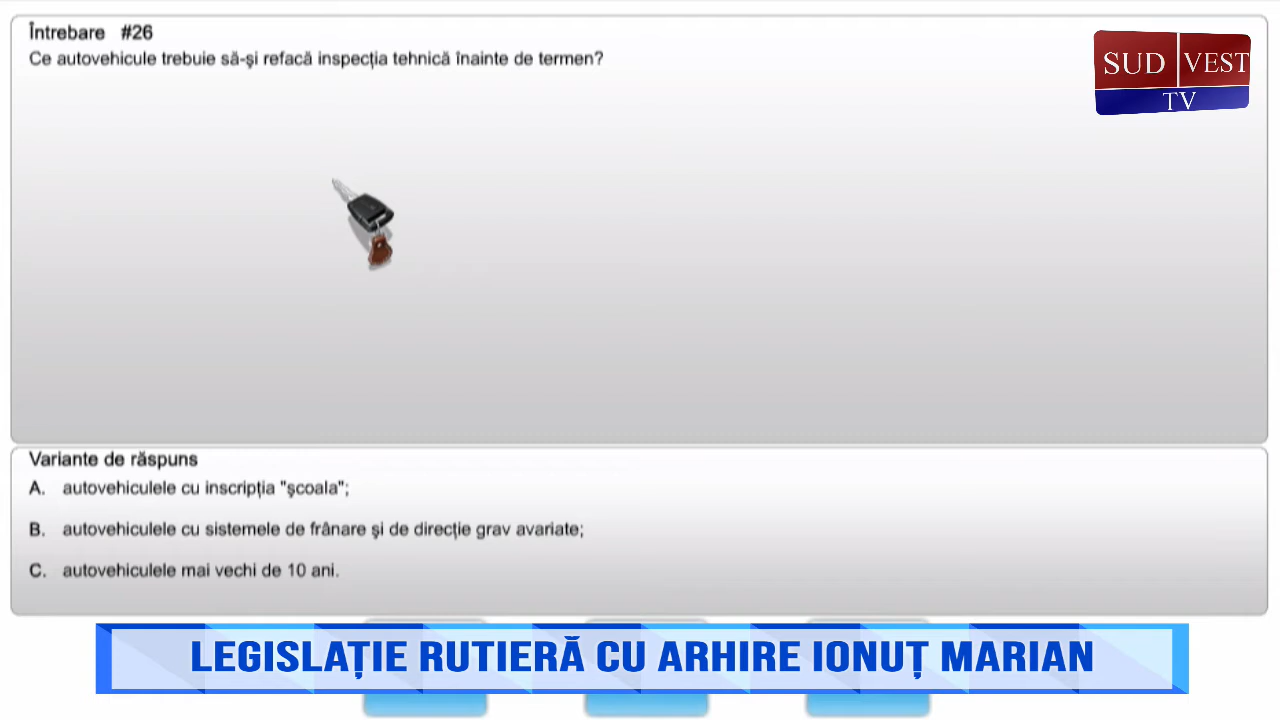 Întrebare #26
Ce autovehicule trebuie să-şi refacă inspecţia tehnică înainte de termen?
SUD VEST
TV
Variante de răspuns
A. autovehiculele cu inscripţia "şcoala";
B. autovehiculele cu sistemele de frânare şi de direcţie grav avariate;
C. autovehiculele mai vechi de 10 ani.
LEGISLAȚIE RUTIERĂ CU ARHIRE IONUȚ MARIAN